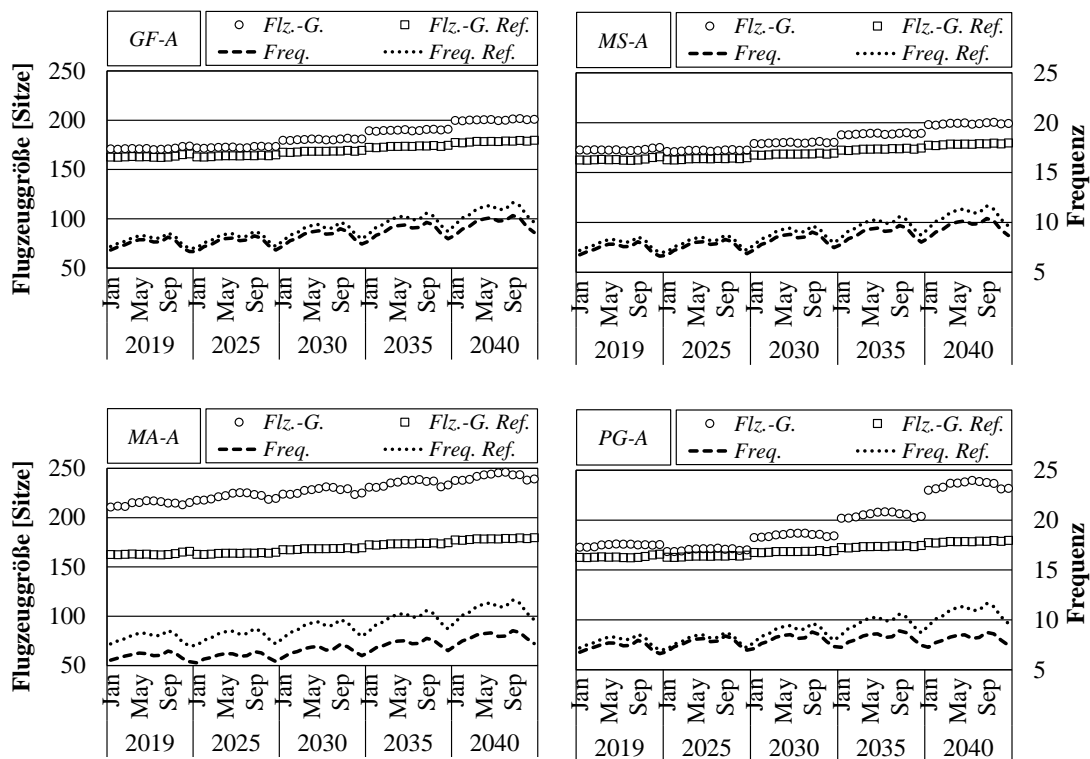 GF-A
Flz.-G.
Flz.-G. Ref.
Freq.
Freq. Ref.
Flugzeuggröße [Sitze]
250
200
150
100
50
Jan May Sep Jan May Sep Jan May Sep Jan May Sep Jan May Sep
2019 2025 2030 2035 2040
MS-A
Flz.-G.
Flz.-G. Ref.
Freq.
Freq. Ref.
25
20
15
10
5
Frequenz
Jan May Sep Jan May Sep Jan May Sep Jan May Sep Jan May Sep
2019 2025 2030 2035 2040
MA-A
Flz.-G.
Flz.-G. Ref.
Freq.
Freq. Ref.
Flugzeuggröße [Sitze]
250
200
150
100
50
Jan May Sep Jan May Sep Jan May Sep Jan May Sep Jan May Sep
2019 2025 2030 2035 2040
PG-A
Flz.-G.
Flz.-G. Ref.
Freq.
Freq. Ref.
25
20
15
10
5
Frequenz
Jan May Sep Jan May Sep Jan May Sep Jan May Sep Jan May Sep
2019 2025 2030 2035 2040